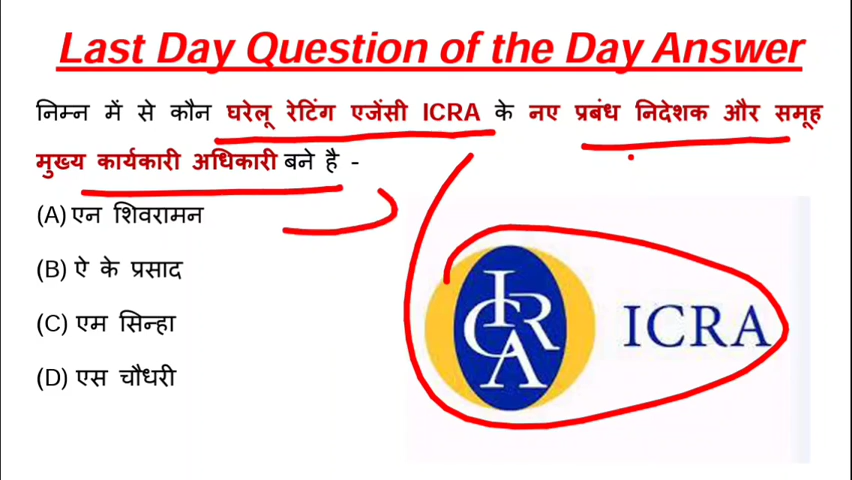 Last Day Question of the Day Answer
निम्न में से कौन घरेलू रेटिंग एजेंसी ICRA के नए प्रबंध निदेशक और समूह
मुख्य कार्यकारी अधिकारी बने है -
(A) एन शिवरामन
(B) ऐ के प्रसाद
(C) एम सिन्हा
(D) एस चौधरी
ICRA
ICRA